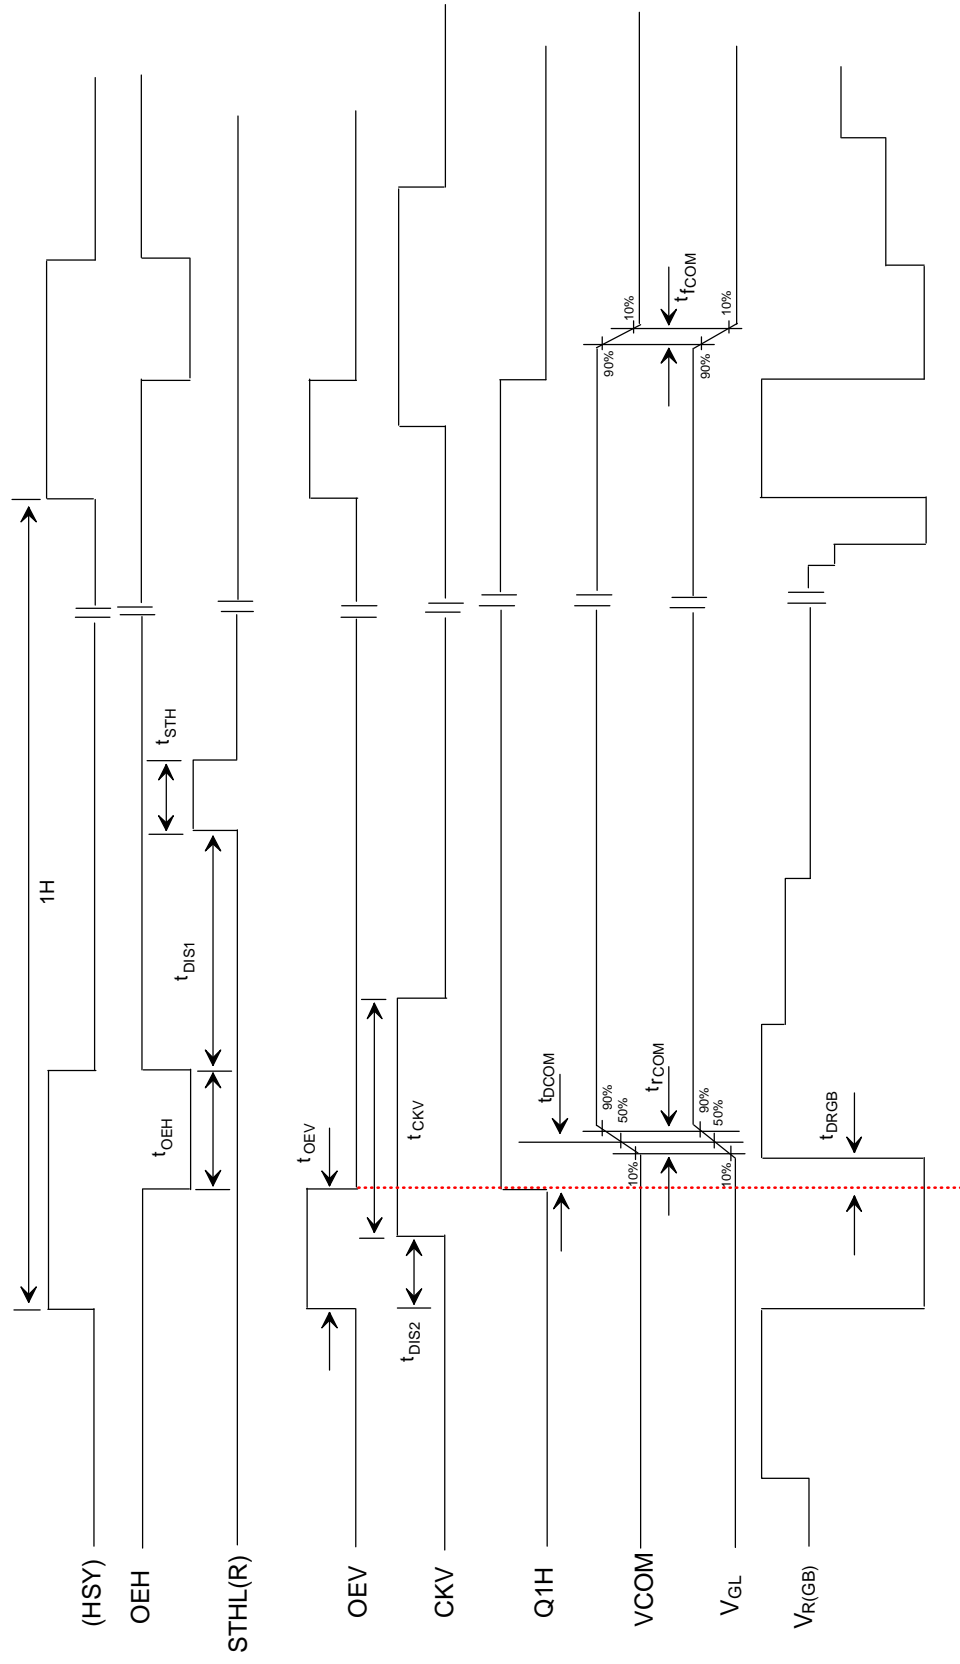 1H
(HSY)
OEH
tOEH
tDIS1
tSTH
STHL(R)
OEV
tOEV
CKV
tDIS2
tCKV
Q1H
tDCOM
VCOM
10%
50%
90%
trCOM
90%
10%
tfCOM
VGL
10%
50%
90%
90%
10%
VR(GB)
tDRGB